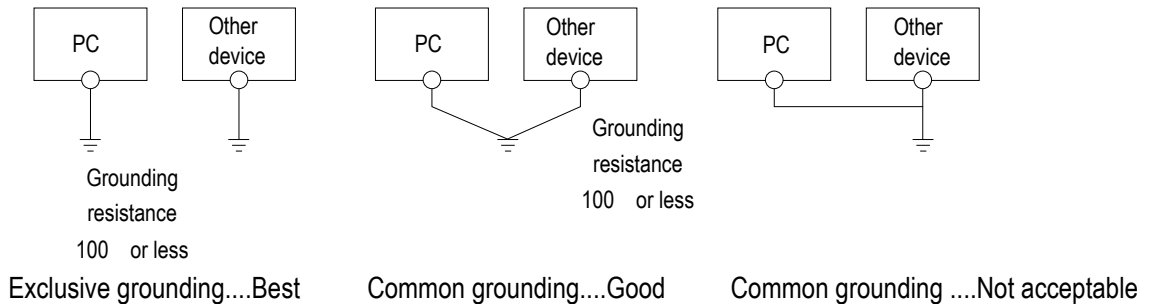 PC
Other
device
Grounding
resistance
100 or less
Exclusive grounding....Best
PC
Other
device
Grounding
resistance
100 or less
Common grounding....Good
PC
Other
device
Common grounding ....Not acceptable